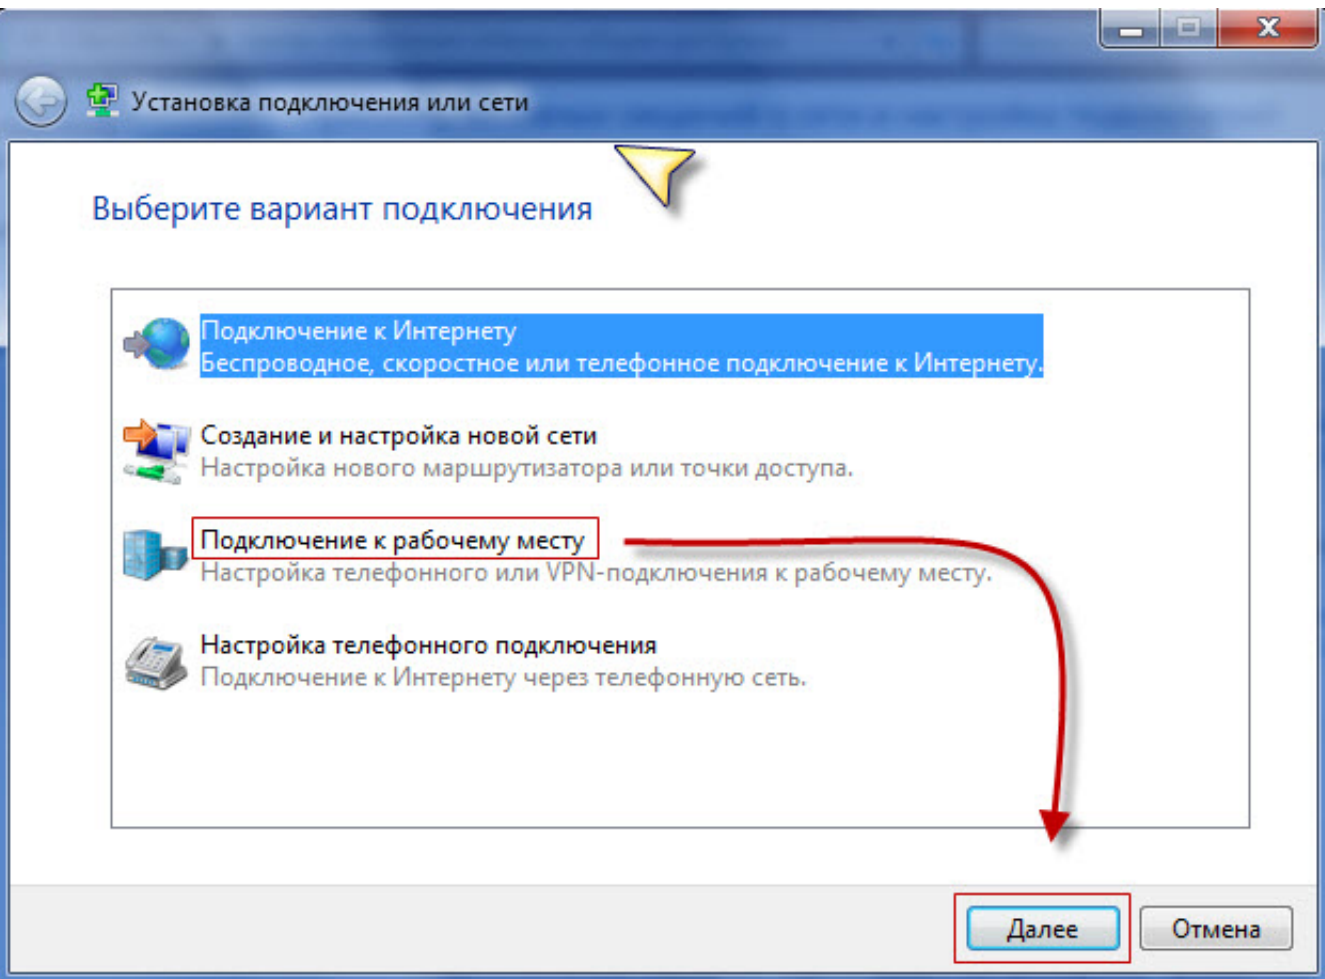 Установка подключения или сети
Выберите вариант подключения
Подключение к Интернету
Беспроводное, скоростное или телефонное подключение к Интернету.
Создание и настройка новой сети
Настройка нового маршрутизатора или точки доступа.
Подключение к рабочему месту
Настройка телефонного или VPN-подключения к рабочему месту.
Настройка телефонного подключения
Подключение к Интернету через телефонную сеть.
Далее
Отмена